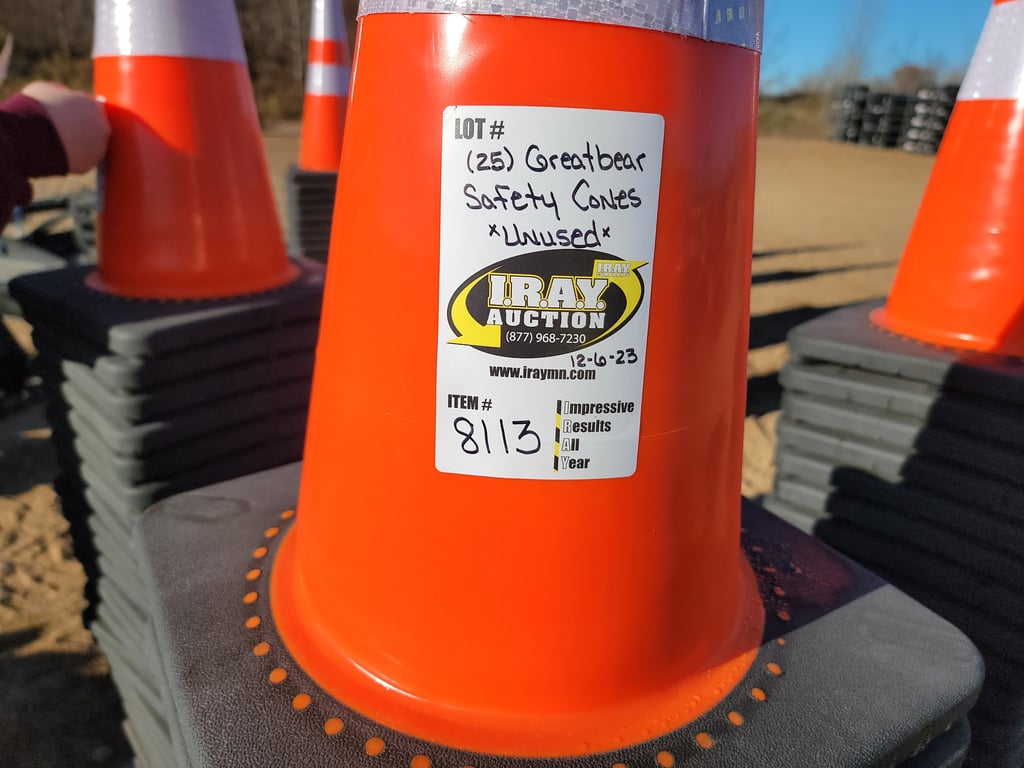 LOT #
(25) Greatbear
Safety Cones
*Unused*
I.R.A.Y.
I.R.A.Y.
AUCTION
(877) 968-7230
12-6-23
www.iraymn.com
ITEM #
8113
Impressive
Results
All
Year